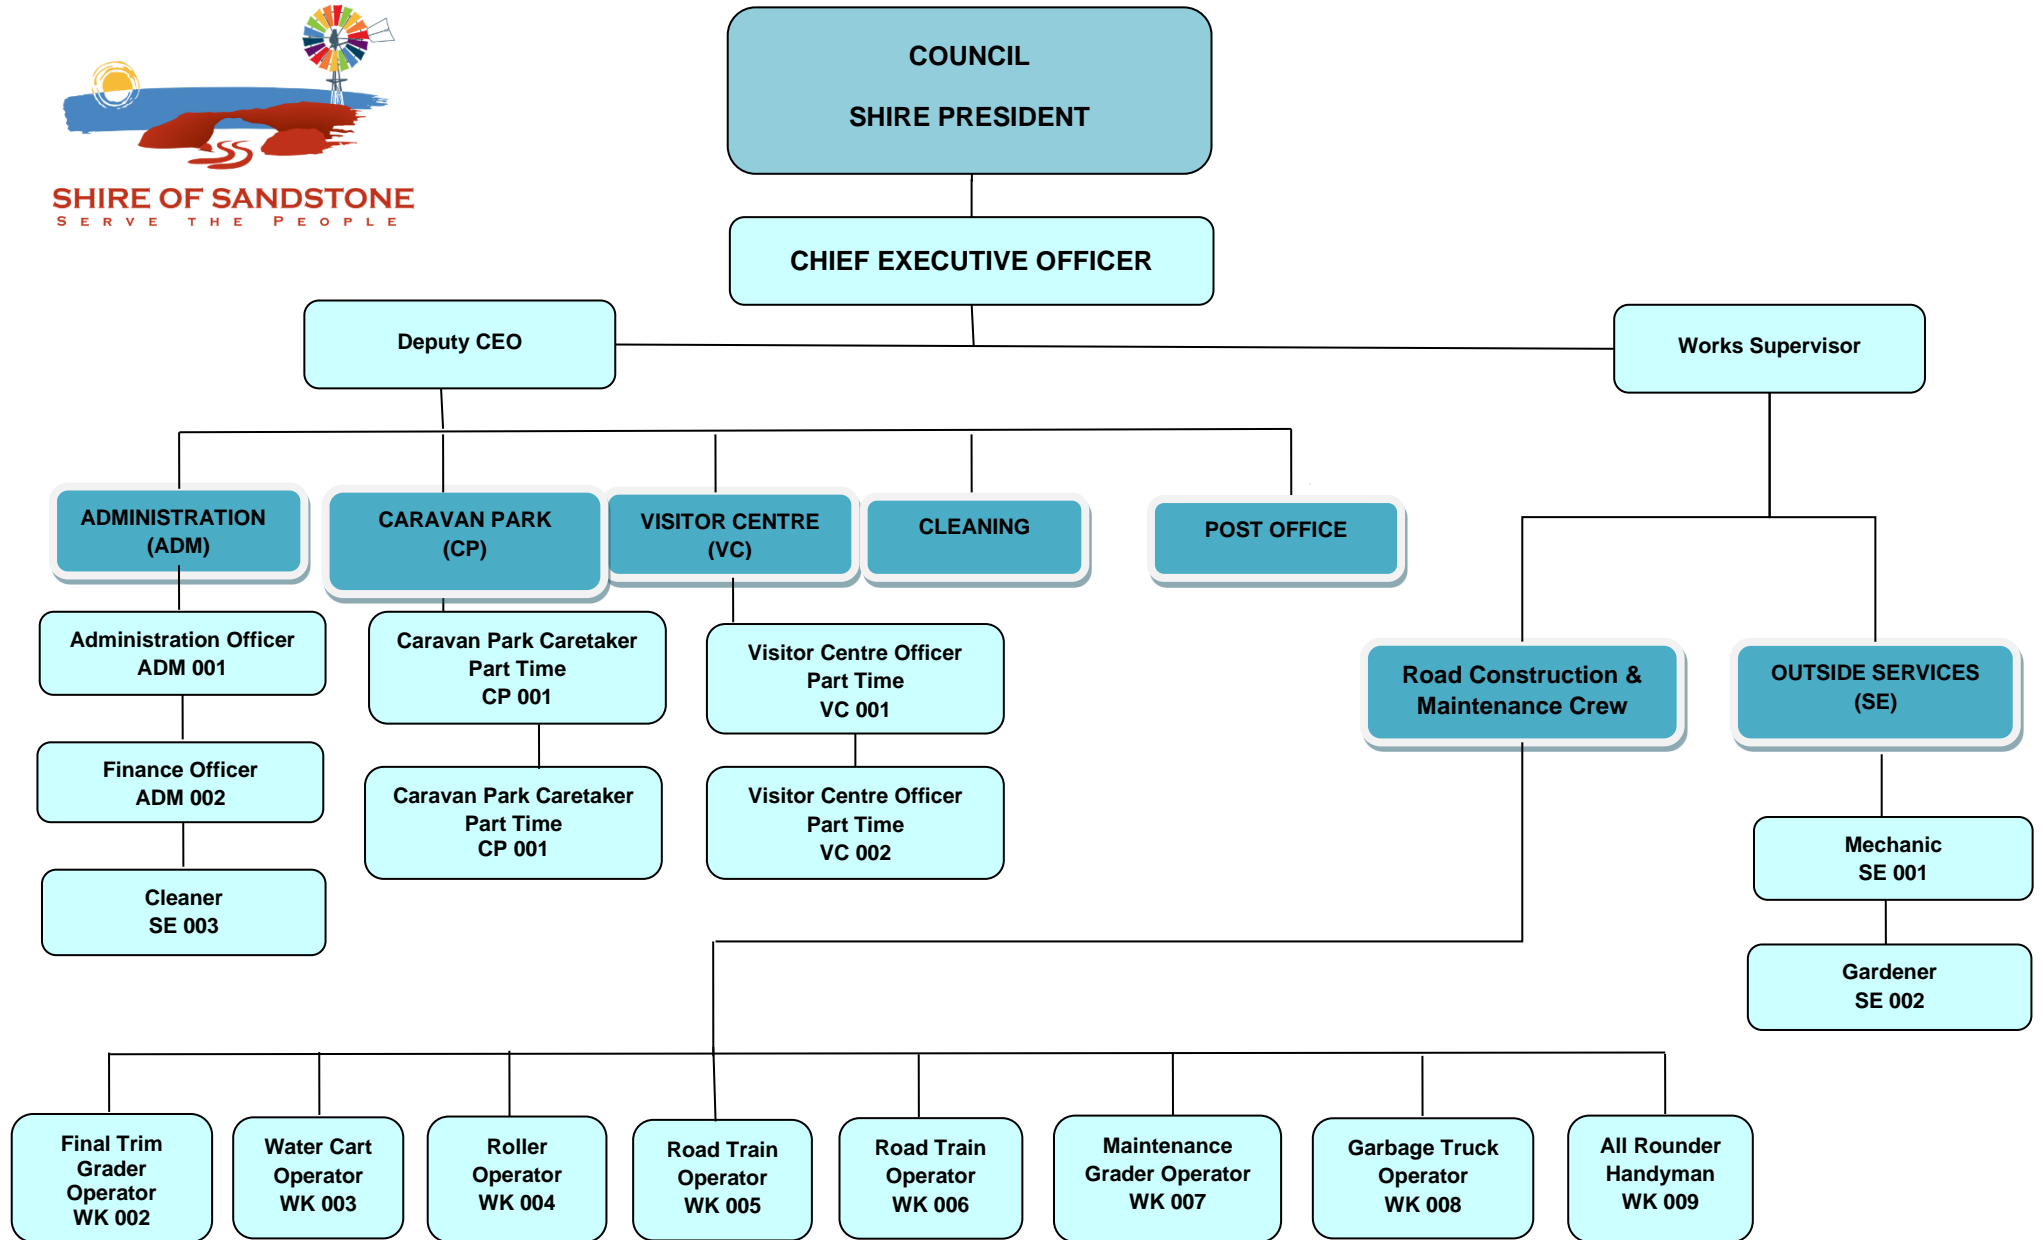 SHIRE OF SANDSTONE
SERVE THE PEOPLE
COUNCIL
SHIRE PRESIDENT
CHIEF EXECUTIVE OFFICER
Deputy CEO
Works Supervisor
ADMINISTRATION
(ADM)
CARAVAN PARK
(CP)
VISITOR CENTRE
(VC)
CLEANING
POST OFFICE
Administration Officer
ADM 001
Caravan Park Caretaker
Part Time
CP 001
Visitor Centre Officer
Part Time
VC 001
Road Construction &
Maintenance Crew
OUTSIDE SERVICES
(SE)
Finance Officer
ADM 002
Caravan Park Caretaker
Part Time
CP 001
Visitor Centre Officer
Part Time
VC 002
Mechanic
SE 001
Cleaner
SE 003
Gardener
SE 002
Final Trim
Grader
Operator
WK 002
Water Cart
Operator
WK 003
Roller
Operator
WK 004
Road Train
Operator
WK 005
Road Train
Operator
WK 006
Maintenance
Grader Operator
WK 007
Garbage Truck
Operator
WK 008
All Rounder
Handyman
WK 009